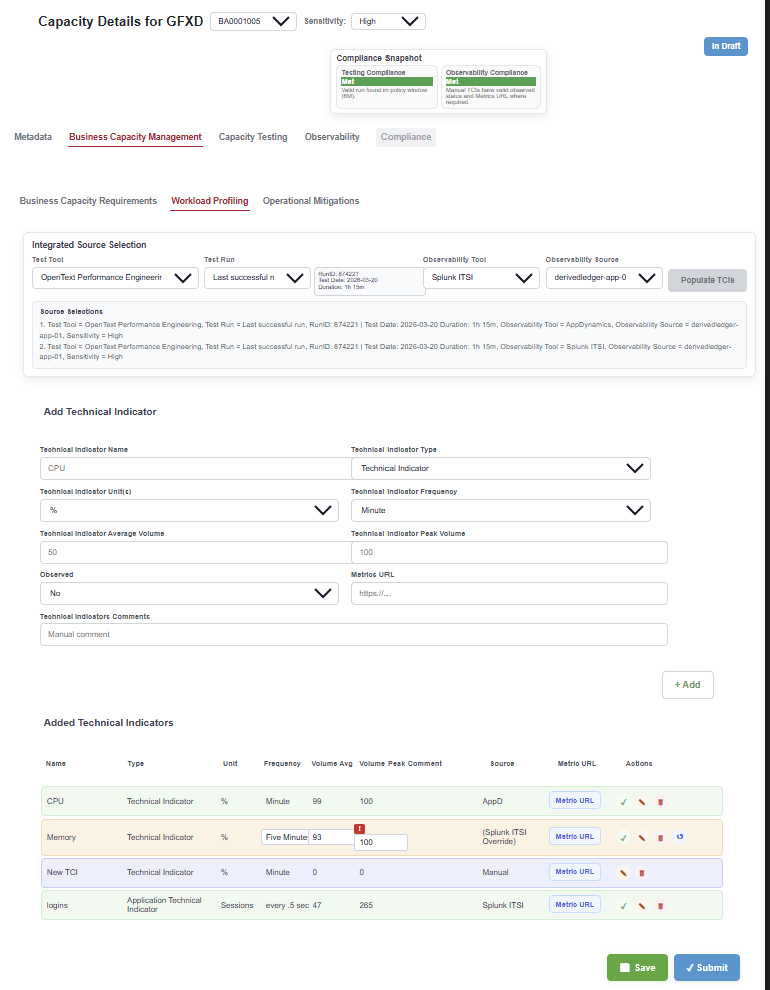 Capacity Details for GFXD BA0001005 Sensitivity: High
In Draft
Compliance Snapshot
Testing Compliance
Met
Valid run found in policy window
(6M).
Observability Compliance
Met
Manual TCIs have valid observed
status and Metrics URL where
required.
Metadata Business Capacity Management Capacity Testing Observability Compliance
Business Capacity Requirements Workload Profiling Operational Mitigations
Integrated Source Selection
Test Tool Test Run Observability Tool Observability Source
OpenText Performance Engineerir Last successful n
RunID: 874221
Test Date: 2026-03-20
Duration: 1h 15m
Splunk ITSI derivedledger-app-0 Populate TCIs
Source Selections
1. Test Tool = OpenText Performance Engineering, Test Run = Last successful run, RunID: 874221 | Test Date: 2026-03-20 Duration: 1h 15m, Observability Tool = AppDynamics, Observability Source = derivedledger-
app-01, Sensitivity = High
2. Test Tool = OpenText Performance Engineering, Test Run = Last successful run, RunID: 874221 | Test Date: 2026-03-20 Duration: 1h 15m, Observability Tool = Splunk ITSI, Observability Source = derivedledger-
app-01, Sensitivity = High
Add Technical Indicator
Technical Indicator Name Technical Indicator Type
CPU Technical Indicator
Technical Indicator Unit(s) Technical Indicator Frequency
% Minute
Technical Indicator Average Volume Technical Indicator Peak Volume
50 100
Observed Metrics URL
No https://...
Technical Indicators Comments
Manual comment
+ Add
Added Technical Indicators
Name Type Unit Frequency Volume Avg Volume Peak Comment Source Metric URL Actions
CPU Technical Indicator % Minute 99 100 AppD Metric URL
Memory Technical Indicator % Five Minute 93 ! 100 (Splunk ITSI
Override) Metric URL
New TCI Technical Indicator % Minute 0 0 Manual Metric URL
logins Application Technical
Indicator Sessions every .5 sec 47 265 Splunk ITSI Metric URL
Save ✓ Submit